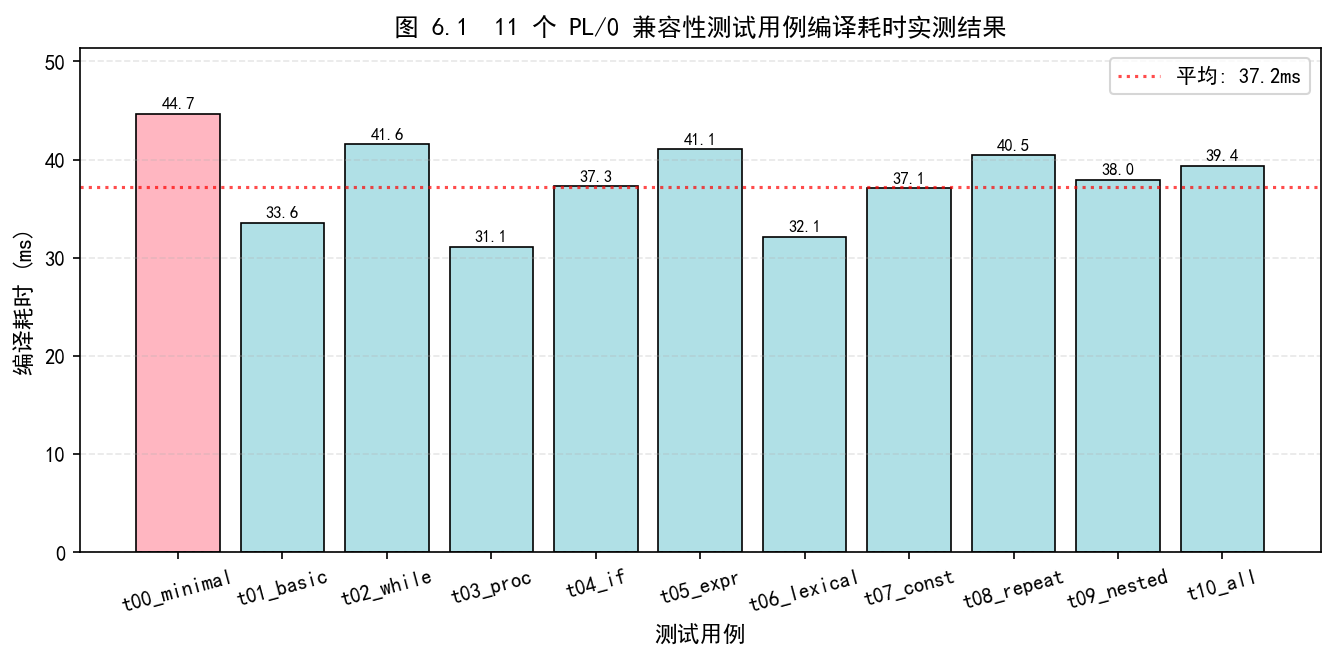 图 6.1 11 个 PL/0 兼容性测试用例编译耗时实测结果
平均: 37.2ms
编译耗时 (ms)
50
40
30
20
10
0
44.7
33.6
41.6
31.1
37.3
41.1
32.1
37.1
40.5
38.0
39.4
t00_minimal
t01_basic
t02_while
t03_proc
t04_if
t05_expr
t06_lexical
t07_const
t08_repeat
t09_nested
t10_all
测试用例